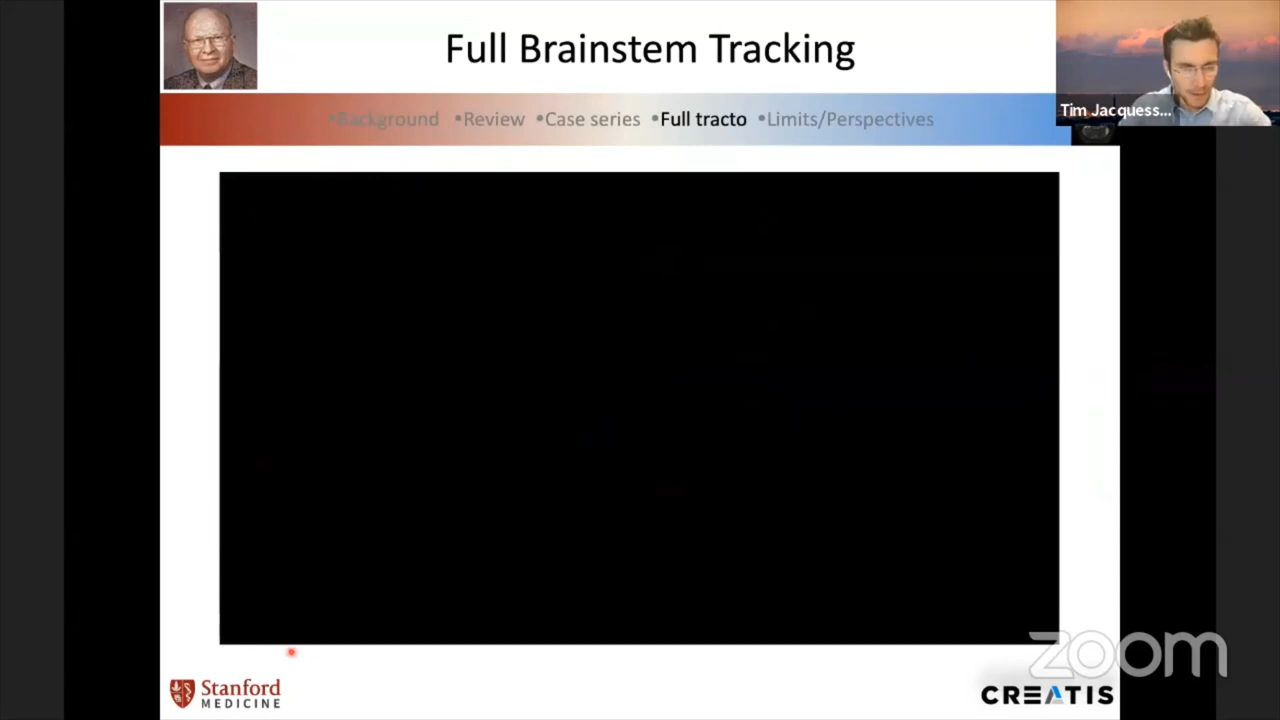 Full Brainstem Tracking
•Background •Review •Case series •Full tracto •Limits/Perspectives
Tim Jacquess...
Stanford
MEDICINE
CREATIS
zoom